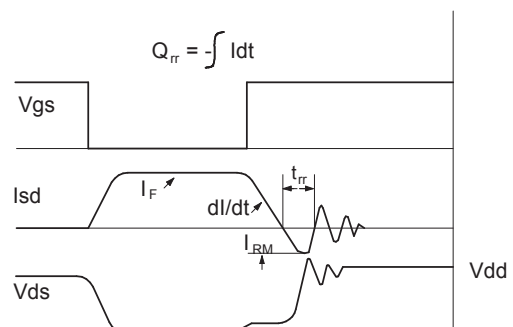 Qrr = -∫ Idt
Vgs
trr
Isd
IF
dI/dt
IRM
Vdd
Vds